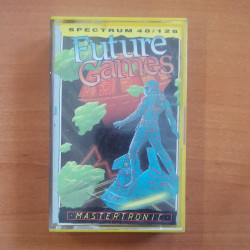 SPECTRUM 48/128
Future
Games
MASTERTRONIC